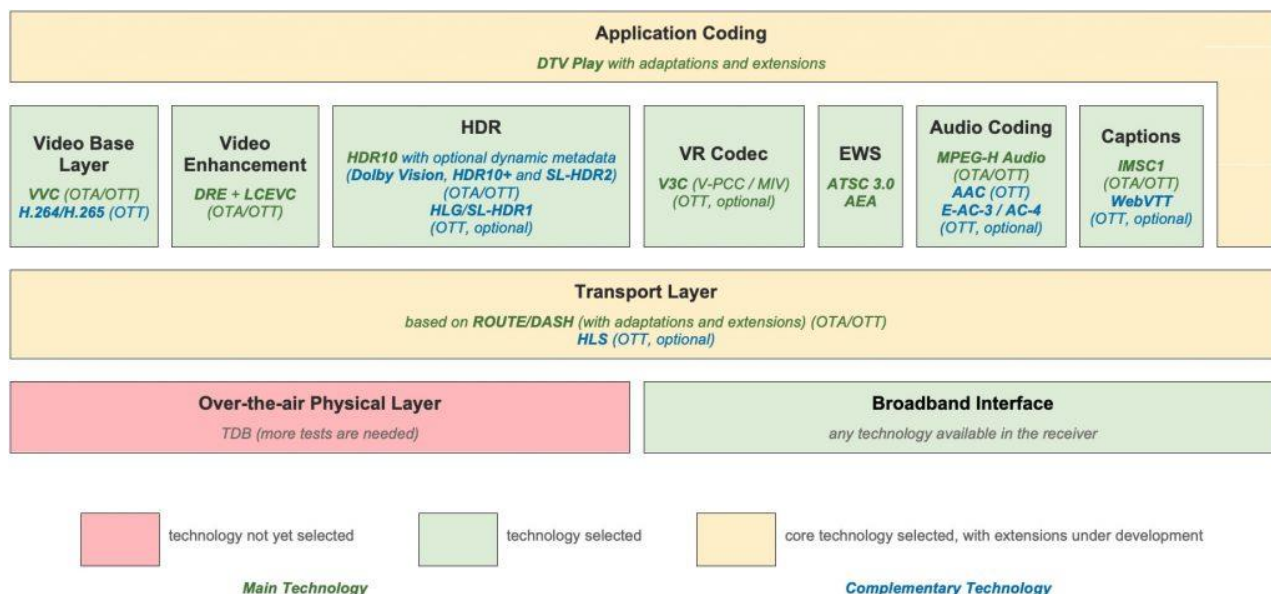 Application Coding
DTV Play with adaptations and extensions
Video Base
Layer
VVC (OTA/OTT)
H.264/H.265 (OTT)
Video
Enhancement
DRE + LCEVC
(OTA/OTT)
HDR
HDR10 with optional dynamic metadata
(Dolby Vision, HDR10+ and SL-HDR2)
(OTA/OTT)
HLG/SL-HDR1
(OTT, optional)
VR Codec
V3C (V-PCC / MIV)
(OTT, optional)
EWS
ATSC 3.0
AEA
Audio Coding
MPEG-H Audio
(OTA/OTT)
AAC (OTT)
E-AC-3 / AC-4
(OTT, optional)
Captions
IMSC1
(OTA/OTT)
WebVTT
(OTT, optional)
Transport Layer
based on ROUTE/DASH (with adaptations and extensions) (OTA/OTT)
HLS (OTT, optional)
Over-the-air Physical Layer
TDB (more tests are needed)
Broadband Interface
any technology available in the receiver
technology not yet selected
technology selected
core technology selected, with extensions under development
Main Technology
Complementary Technology